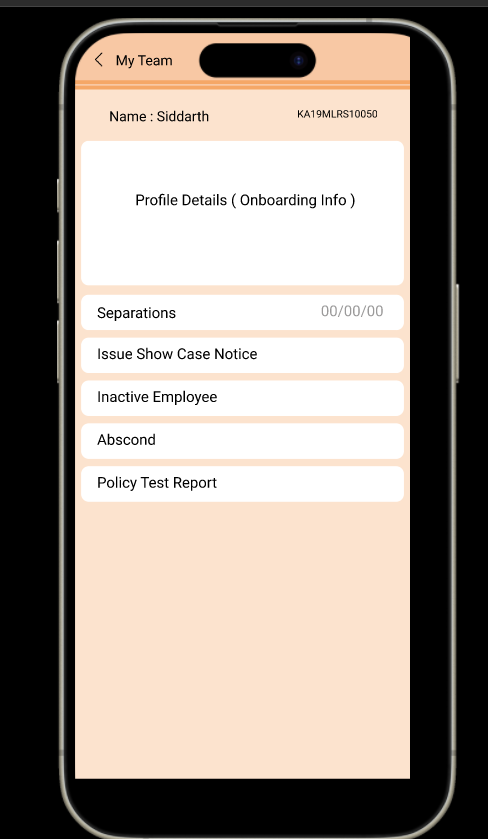 My Team
Name : Siddarth KA19MLRS10050
Profile Details ( Onboarding Info )
Separations 00/00/00
Issue Show Case Notice
Inactive Employee
Abscond
Policy Test Report